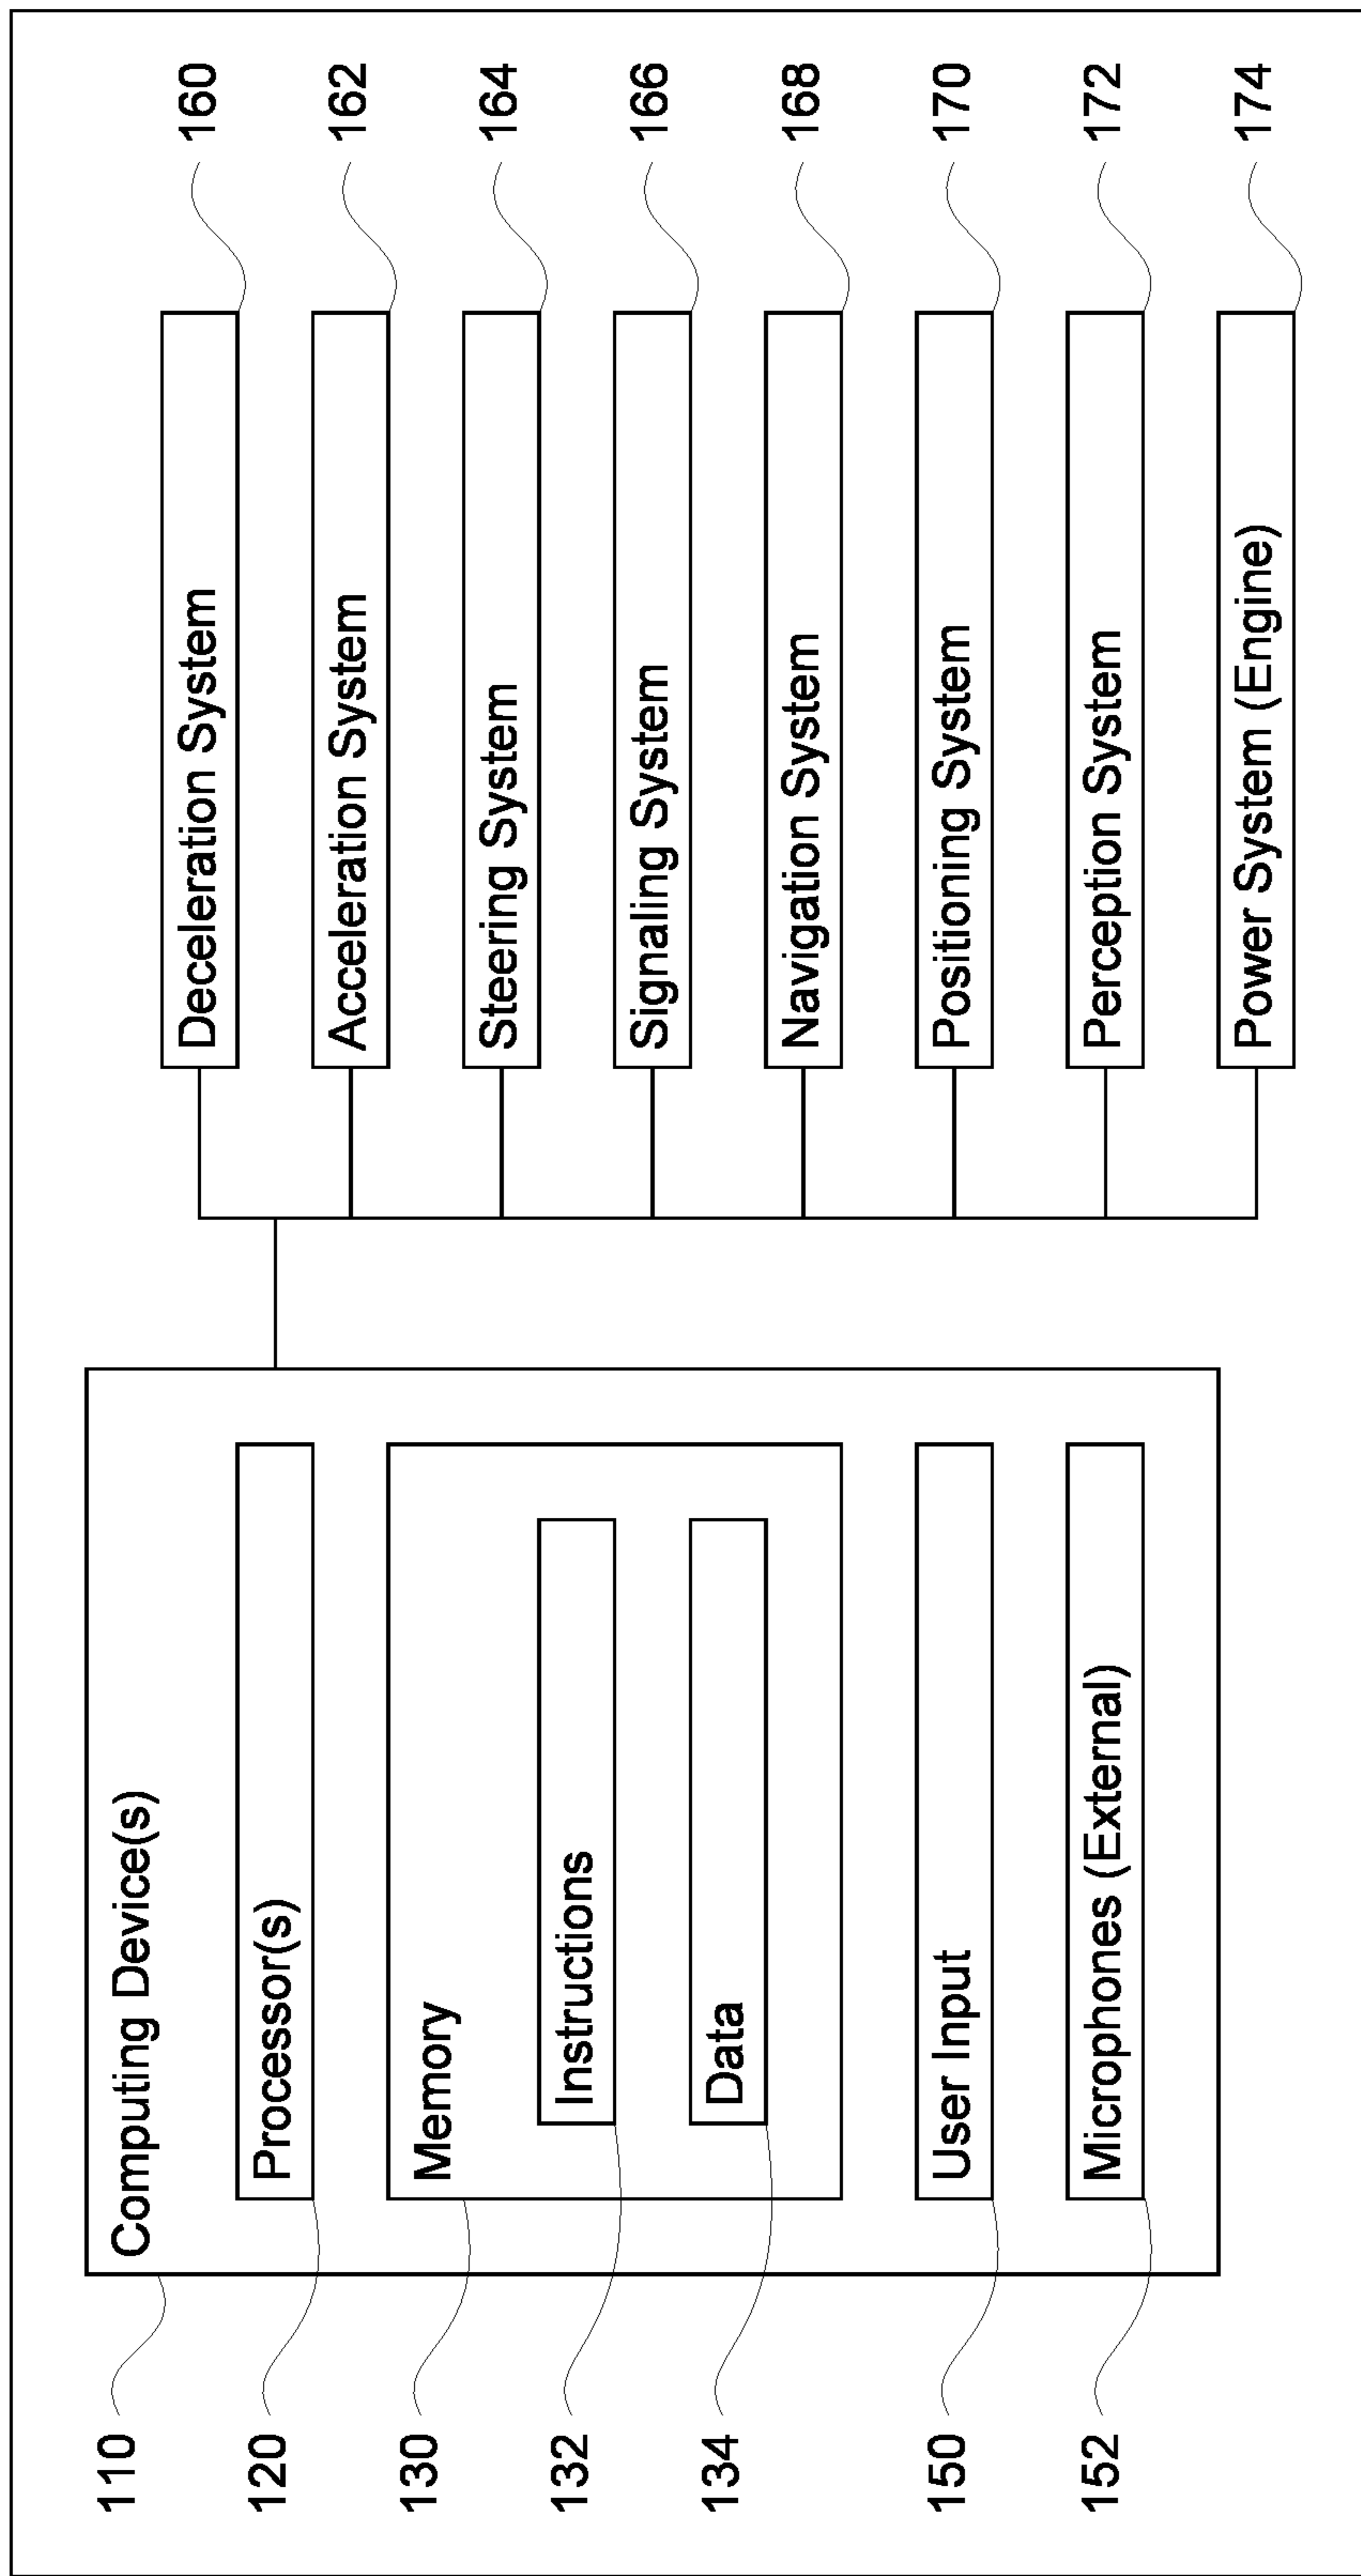 110
Computing Device(s)
120
Processor(s)
130
Memory
132
Instructions
134
Data
150
User Input
152
Microphones (External)
Deceleration System
160
Acceleration System
162
Steering System
164
Signaling System
166
Navigation System
168
Positioning System
170
Perception System
172
Power System (Engine)
174